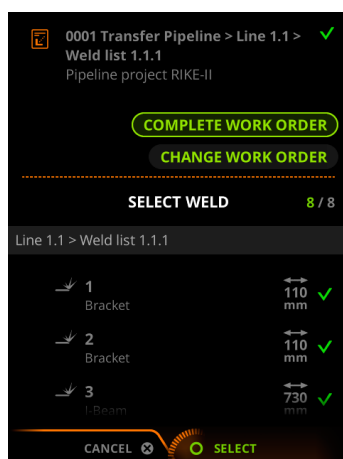 0001 Transfer Pipeline > Line 1.1 >
Weld list 1.1.1
Pipeline project RIKE-II
COMPLETE WORK ORDER
CHANGE WORK ORDER
SELECT WELD 8 / 8
Line 1.1 > Weld list 1.1.1
1 110
Bracket mm
2 110
Bracket mm
3 730
I-Beam mm
CANCEL SELECT